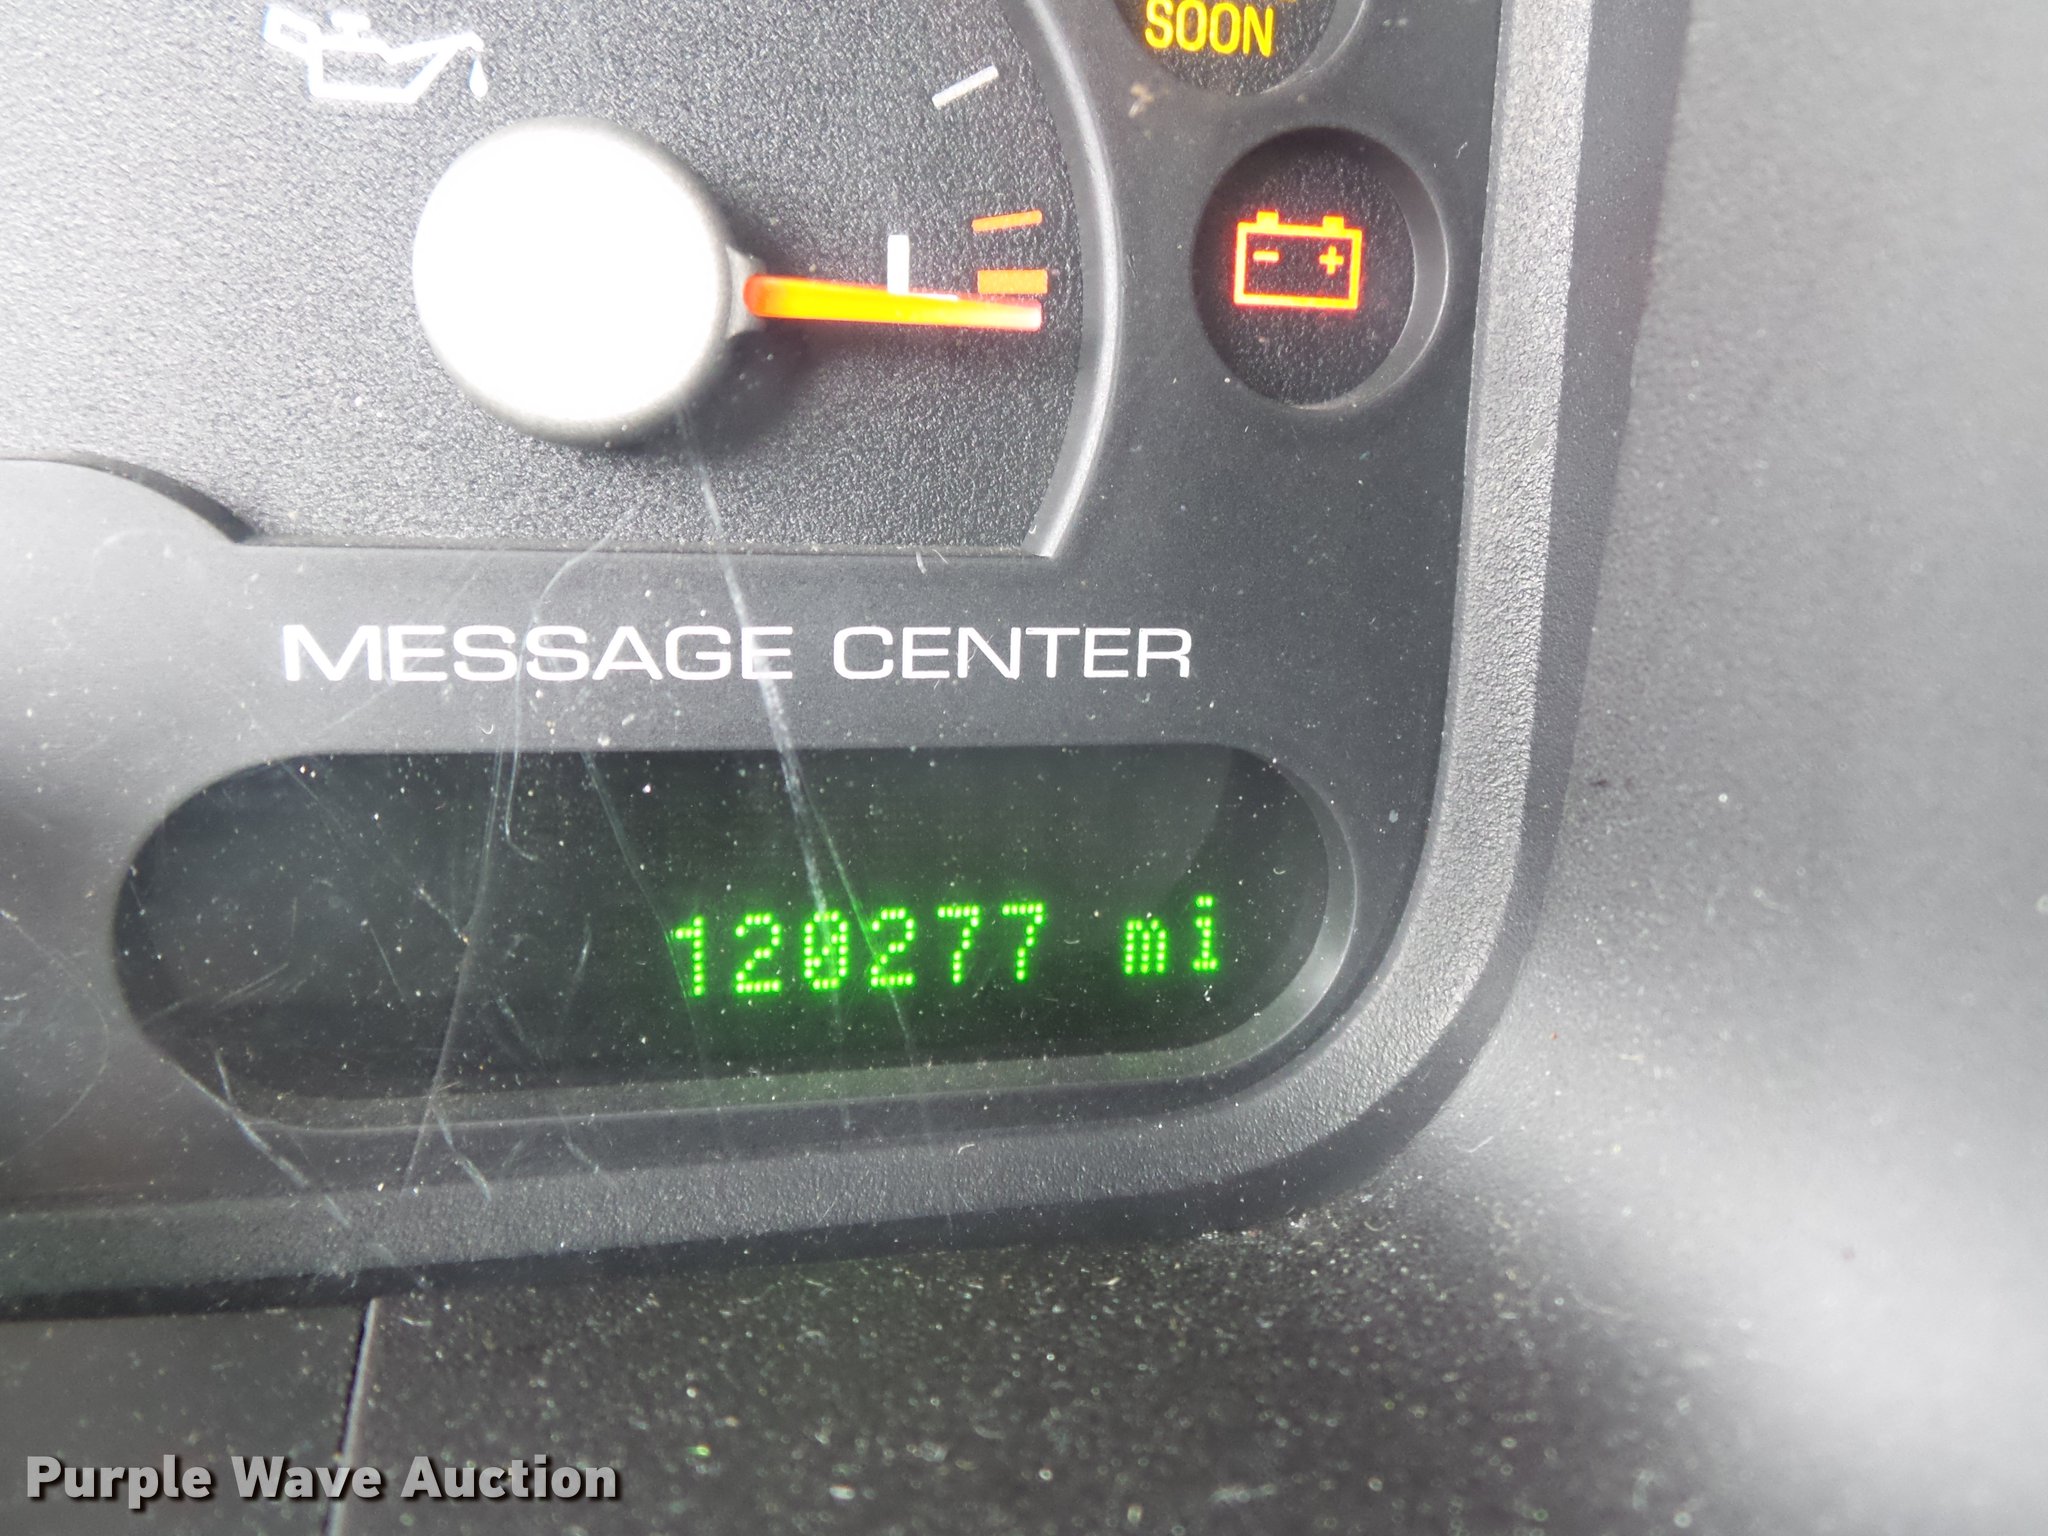 SOON
L
- +
MESSAGE CENTER
120277 mi
Purple Wave Auction